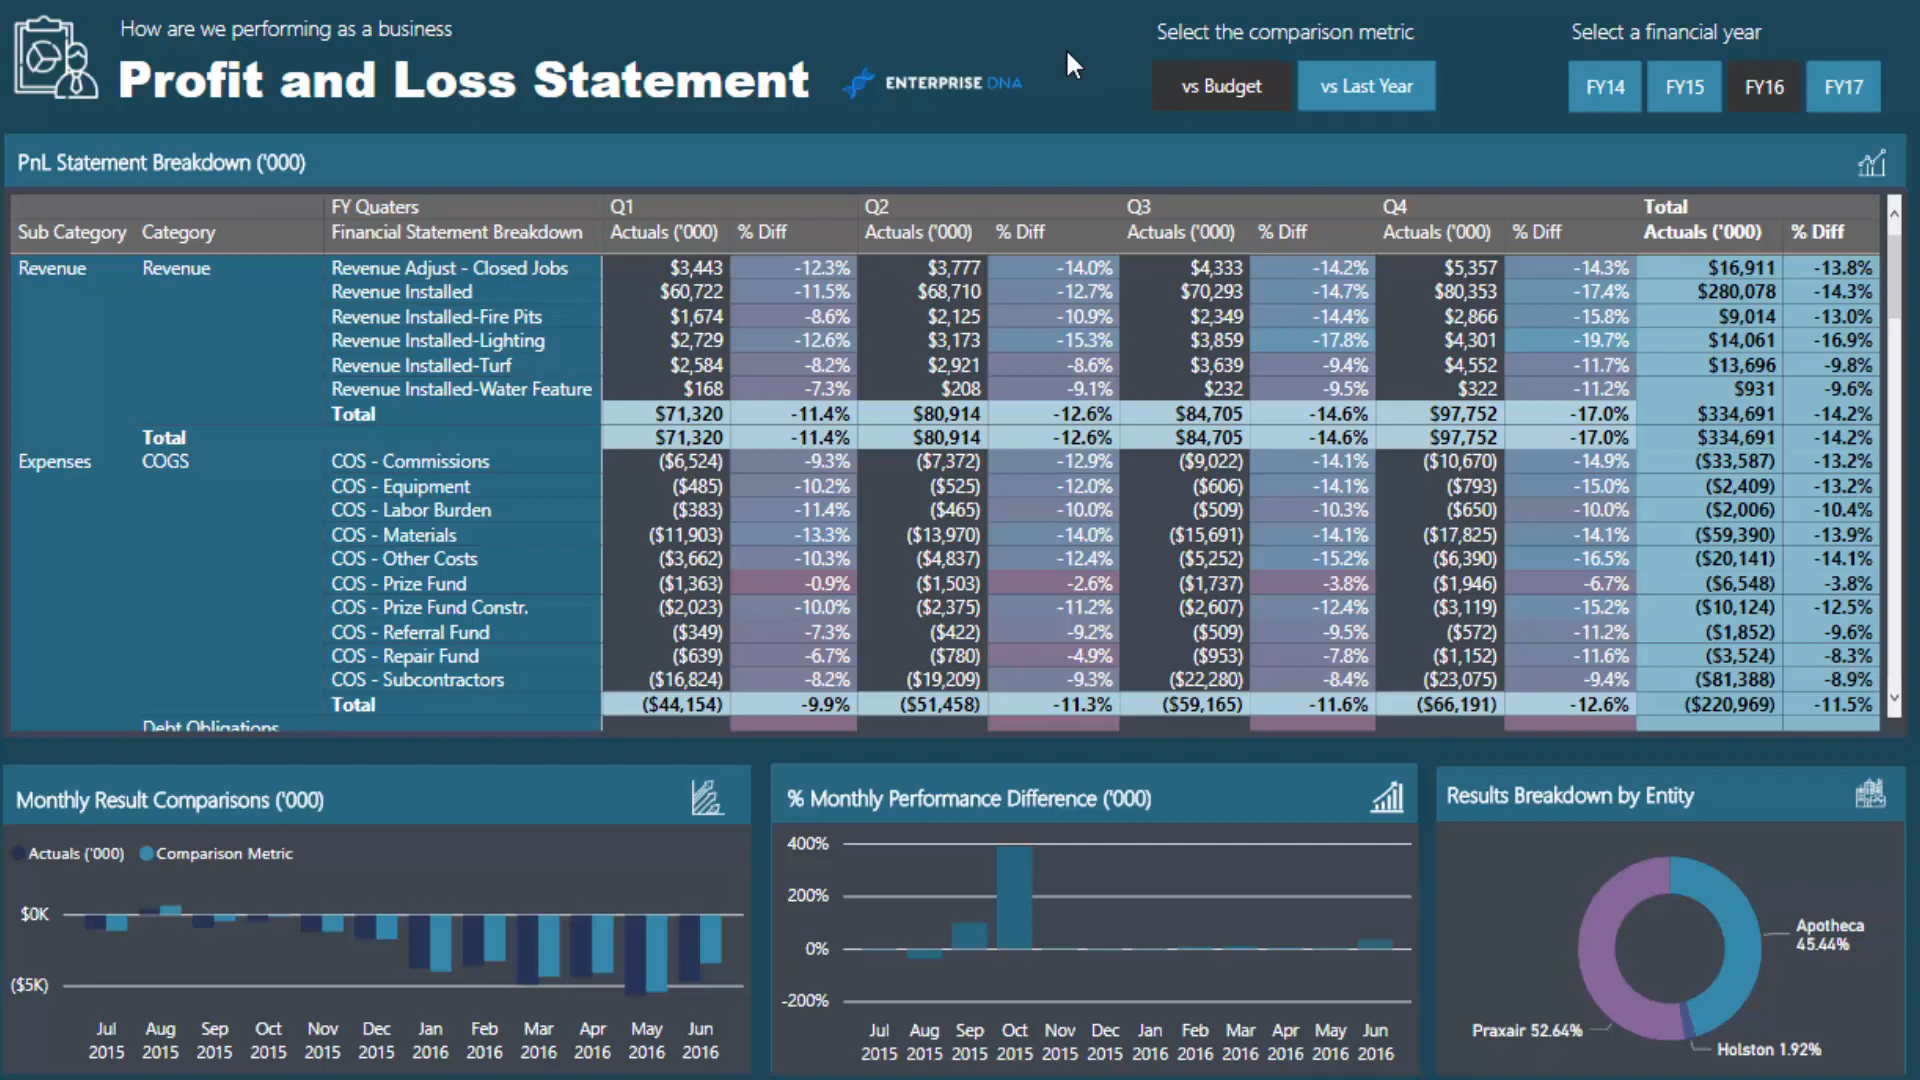 How are we performing as a business
Profit and Loss Statement
ENTERPRISE DNA
Select the comparison metric
vs Budget vs Last Year
Select a financial year
FY14 FY15 FY16 FY17
PnL Statement Breakdown ('000)
FY Quaters Q1 Q2 Q3 Q4 Total
Sub Category Category Financial Statement Breakdown Actuals ('000) % Diff Actuals ('000) % Diff Actuals ('000) % Diff Actuals ('000) % Diff Actuals ('000) % Diff
Revenue Revenue Revenue Adjust - Closed Jobs $3,443 -12.3% $3,777 -14.0% $4,333 -14.2% $5,357 -14.3% $16,911 -13.8%
Revenue Installed $60,722 -11.5% $68,710 -12.7% $70,293 -14.7% $80,353 -17.4% $280,078 -14.3%
Revenue Installed-Fire Pits $1,674 -8.6% $2,125 -10.9% $2,349 -14.4% $2,866 -15.8% $9,014 -13.0%
Revenue Installed-Lighting $2,729 -12.6% $3,173 -15.3% $3,859 -17.8% $4,301 -19.7% $14,061 -16.9%
Revenue Installed-Turf $2,584 -8.2% $2,921 -8.6% $3,639 -9.4% $4,552 -11.7% $13,696 -9.8%
Revenue Installed-Water Feature $168 -7.3% $208 -9.1% $232 -9.5% $322 -11.2% $931 -9.6%
Total $71,320 -11.4% $80,914 -12.6% $84,705 -14.6% $97,752 -17.0% $334,691 -14.2%
Total $71,320 -11.4% $80,914 -12.6% $84,705 -14.6% $97,752 -17.0% $334,691 -14.2%
Expenses COGS COS - Commissions ($6,524) -9.3% ($7,372) -12.9% ($9,022) -14.1% ($10,670) -14.9% ($33,587) -13.2%
COS - Equipment ($485) -10.2% ($525) -12.0% ($606) -14.1% ($793) -15.0% ($2,409) -13.2%
COS - Labor Burden ($383) -11.4% ($465) -10.0% ($509) -10.3% ($650) -10.0% ($2,006) -10.4%
COS - Materials ($11,903) -13.3% ($13,970) -14.0% ($15,691) -14.1% ($17,825) -14.1% ($59,390) -13.9%
COS - Other Costs ($3,662) -10.3% ($4,837) -12.4% ($5,252) -15.2% ($6,390) -16.5% ($20,141) -14.1%
COS - Prize Fund ($1,363) -0.9% ($1,503) -2.6% ($1,737) -3.8% ($1,946) -6.7% ($6,548) -3.8%
COS - Prize Fund Constr. ($2,023) -10.0% ($2,375) -11.2% ($2,607) -12.4% ($3,119) -15.2% ($10,124) -12.5%
COS - Referral Fund ($349) -7.3% ($422) -9.2% ($509) -9.5% ($572) -11.2% ($1,852) -9.6%
COS - Repair Fund ($639) -6.7% ($780) -4.9% ($953) -7.8% ($1,152) -11.6% ($3,524) -8.3%
COS - Subcontractors ($16,824) -8.2% ($19,209) -9.3% ($22,280) -8.4% ($23,075) -9.4% ($81,388) -8.9%
Total ($44,154) -9.9% ($51,458) -11.3% ($59,165) -11.6% ($66,191) -12.6% ($220,969) -11.5%
Debt Obligations
Monthly Result Comparisons ('000)
Actuals ('000) Comparison Metric
$0K
($5K)
Jul Aug Sep Oct Nov Dec Jan Feb Mar Apr May Jun
2015 2015 2015 2015 2015 2015 2016 2016 2016 2016 2016 2016
% Monthly Performance Difference ('000)
400%
200%
0%
-200%
Jul Aug Sep Oct Nov Dec Jan Feb Mar Apr May Jun
2015 2015 2015 2015 2015 2015 2016 2016 2016 2016 2016 2016
Results Breakdown by Entity
Apotheca
45.44%
Praxair 52.64%
Holston 1.92%